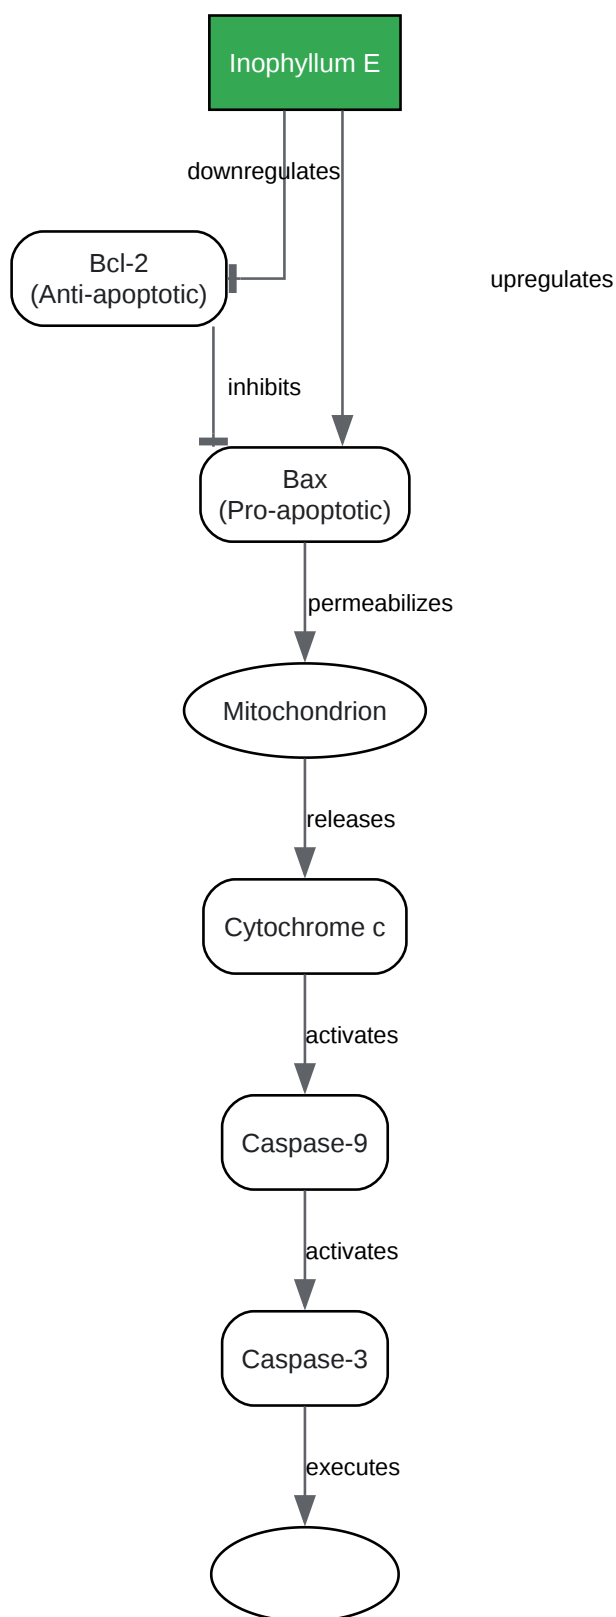 Inophyllum E
downregulates
Bcl-2
(Anti-apoptotic)
upregulates
inhibits
Bax
(Pro-apoptotic)
permeabilizes
Mitochondrion
releases
Cytochrome c
activates
Caspase-9
activates
Caspase-3
executes